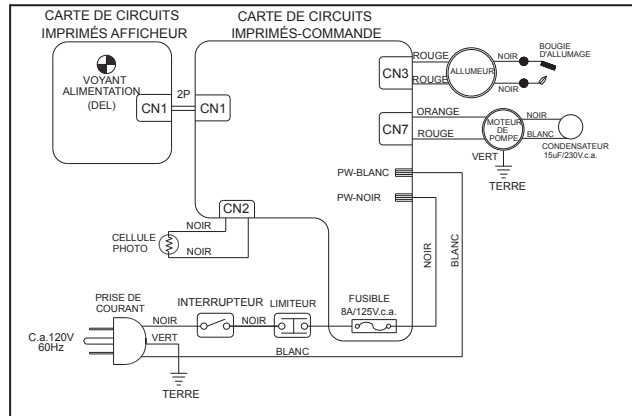 CARTE DE CIRCUITS
IMPRIMÉS AFFICHEUR
CARTE DE CIRCUITS
IMPRIMÉS-COMMANDE
VOYANT
ALIMENTATION
(DEL)
2P
CN1
CN1
CN3
ROUGE
ROUGE
ALLUMEUR
NOIR
NOIR
BOUGIE
D'ALLUMAGE
CN7
ORANGE
ROUGE
MOTEUR
DE
POMPE
NOIR
BLANC
CONDENSATEUR
15uF/230V.c.a.
VERT
TERRE
PW-BLANC
PW-NOIR
CN2
NOIR
NOIR
CELLULE
PHOTO
NOIR
BLANC
PRISE DE
COURANT
C.a.120V
60Hz
NOIR
VERT
INTERRUPTEUR
NOIR
LIMITEUR
FUSIBLE
8A/125V.c.a.
BLANC
TERRE